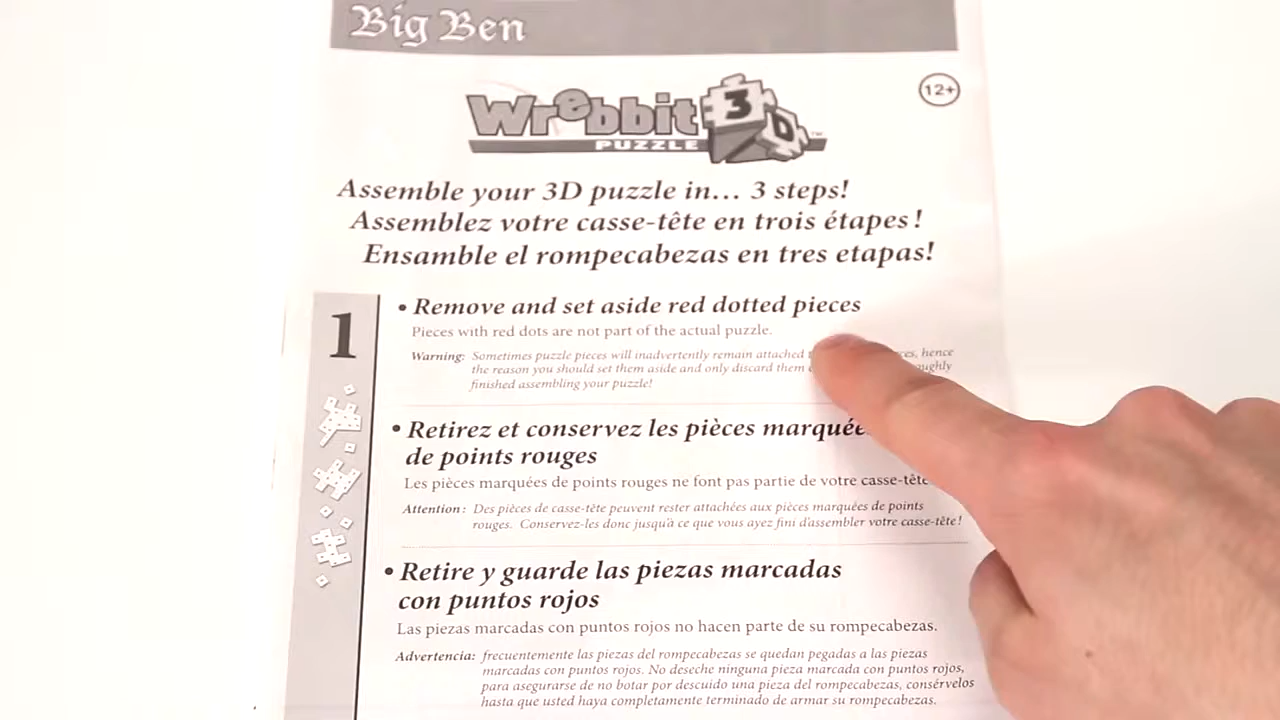 Big Ben
Wrebbit 3D
PUZZLE
12+
Assemble your 3D puzzle in... 3 steps!
Assemblez votre casse-tête en trois étapes !
Ensamble el rompecabezas en tres etapas!
1
• Remove and set aside red dotted pieces
Pieces with red dots are not part of the actual puzzle.
Warning: Sometimes puzzle pieces will inadvertently remain attached hence
the reason you should set them aside and only discard them
finished assembling your puzzle!
• Retirez et conservez les pièces
de points rouges
Les pièces marquées de points rouges ne font pas partie de votre casse-tête
Attention : Des pièces de casse-tête peuvent rester attachées aux pièces marquées de points
rouges. Conservez-les donc jusqu'à ce que vous ayez fini d'assembler votre casse-tête !
• Retire y guarde las piezas marcadas
con puntos rojos
Las piezas marcadas con puntos rojos no hacen parte de su rompecabezas.
Advertencia: frecuentemente las piezas del rompecabezas se quedan pegadas a las piezas
marcadas con puntos rojos. No deseche ninguna pieza marcada con puntos rojos,
para asegurarse de no botar por descuido una pieza del rompecabezas, consérvelos
hasta que usted haya completamente terminado de armar su rompecabezas.